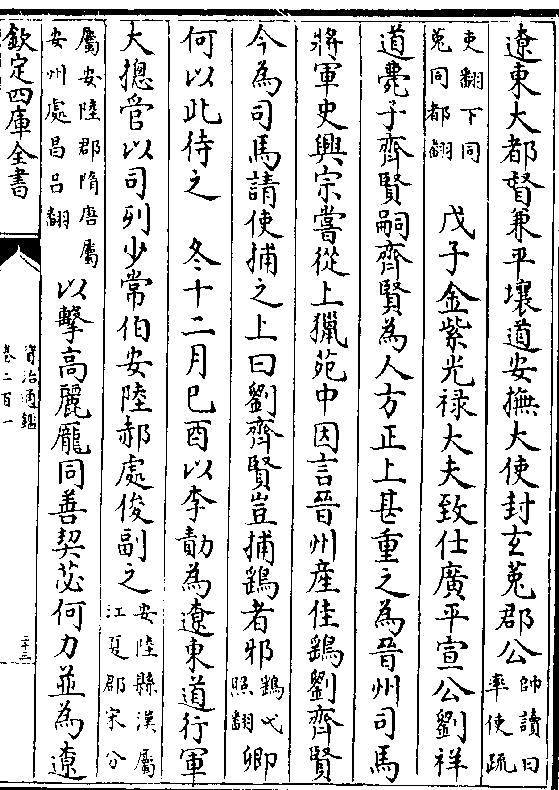 遼東大都督兼平壤道安撫大使封玄菟郡公帥讀曰率使疏
吏翻下同菟同都翻 戊子金紫光禄大夫致仕廣平宣公劉祥
道薨子齊賢嗣齊賢為人方正上甚重之為晉州司馬
將軍史興宗嘗從上獵苑中因言晉州産佳鷂劉齊賢
今為司馬請使捕之上曰劉齊賢豈捕鷂者邪鷂弋照翻卿
何以此待之 冬十二月巳酉以李勣為遼東道行軍
大摠管以司列少常伯安陸郝處俊副之安陸縣漢屬江夏郡宋分
屬安陸郡隋唐屬安州處昌吕翻 以擊高麗龐同善契苾何力並為遼
欽定四庫全書
資治通鑑
卷二百一
二十三